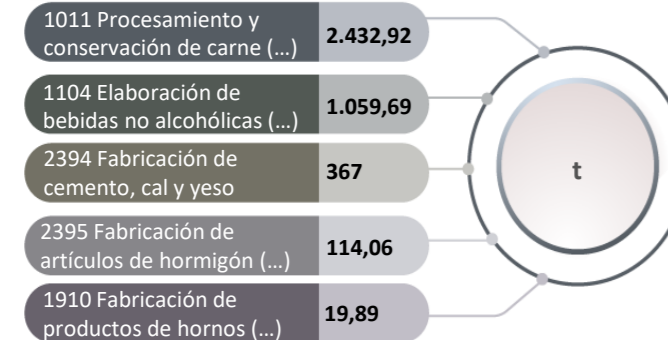 1011 Procesamiento y
conservación de carne (...)
2.432,92
1104 Elaboración de
bebidas no alcohólicas (...)
1.059,69
2394 Fabricación de
cemento, cal y yeso
367
t
2395 Fabricación de
artículos de hormigón (...)
114,06
1910 Fabricación de
productos de hornos (...)
19,89